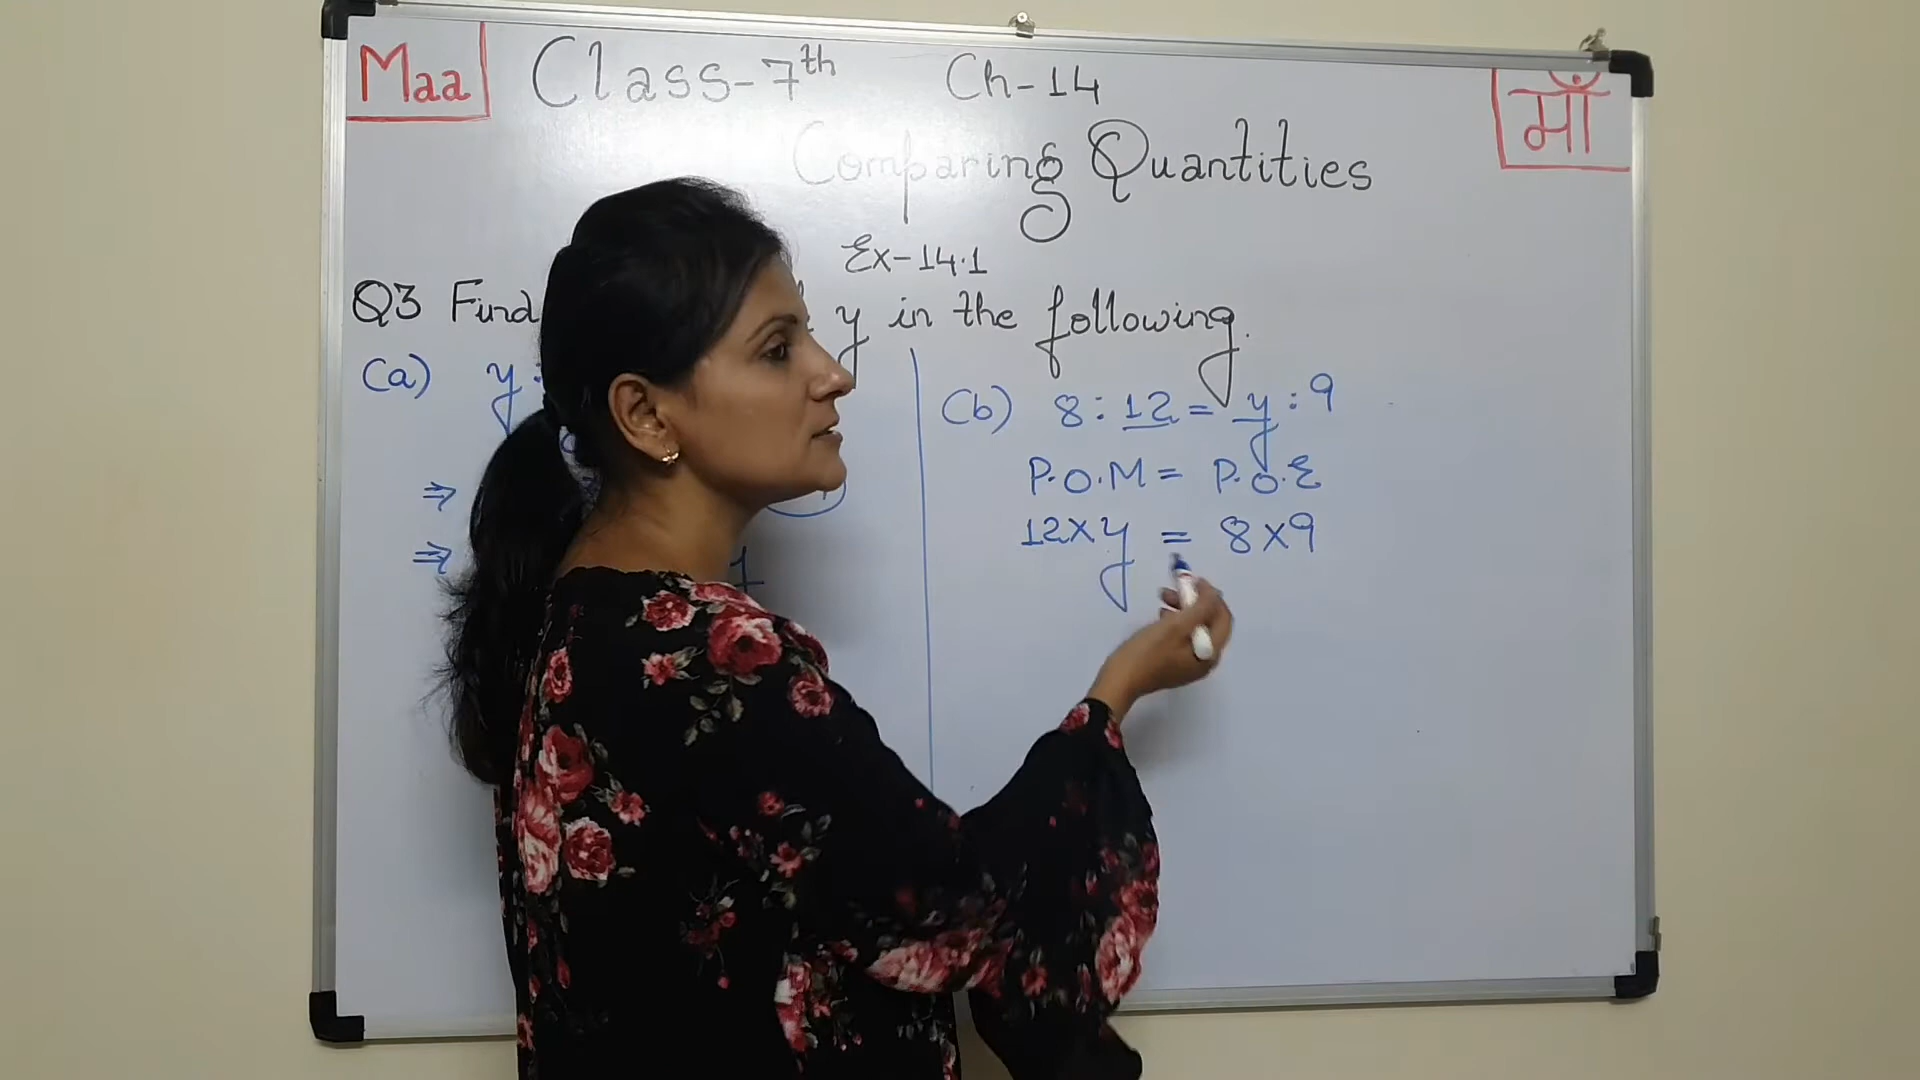 Maa
Class-7th Ch-14
माँ
Comparing Quantities
Ex-14.1
Q3 Find y in the following.
(a) y:
⇒
⇒
(b) 8:12 = y:9
P.O.M = P.O.E
12×y = 8×9